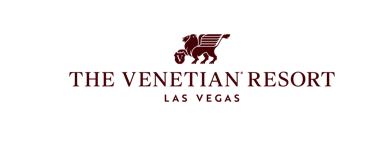 THE VENETIAN® RESORT
LAS VEGAS